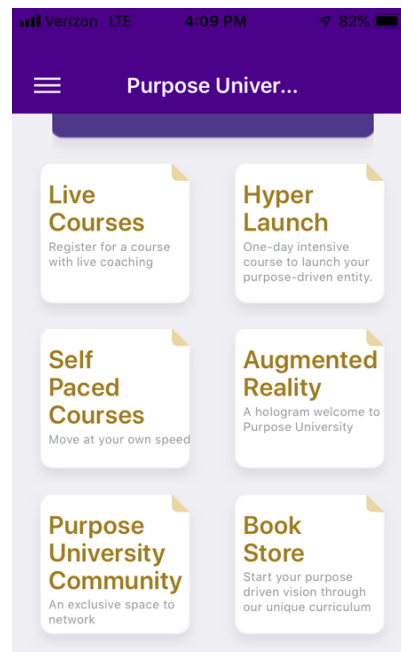 Verizon LTE 4:09 PM 82%
Purpose Univer...
Live
Courses
Register for a course
with live coaching
Hyper
Launch
One-day intensive
course to launch your
purpose-driven entity.
Self
Paced
Courses
Move at your own speed
Augmented
Reality
A hologram welcome to
Purpose University
Purpose
University
Community
An exclusive space to
network
Book
Store
Start your purpose
driven vision through
our unique curriculum